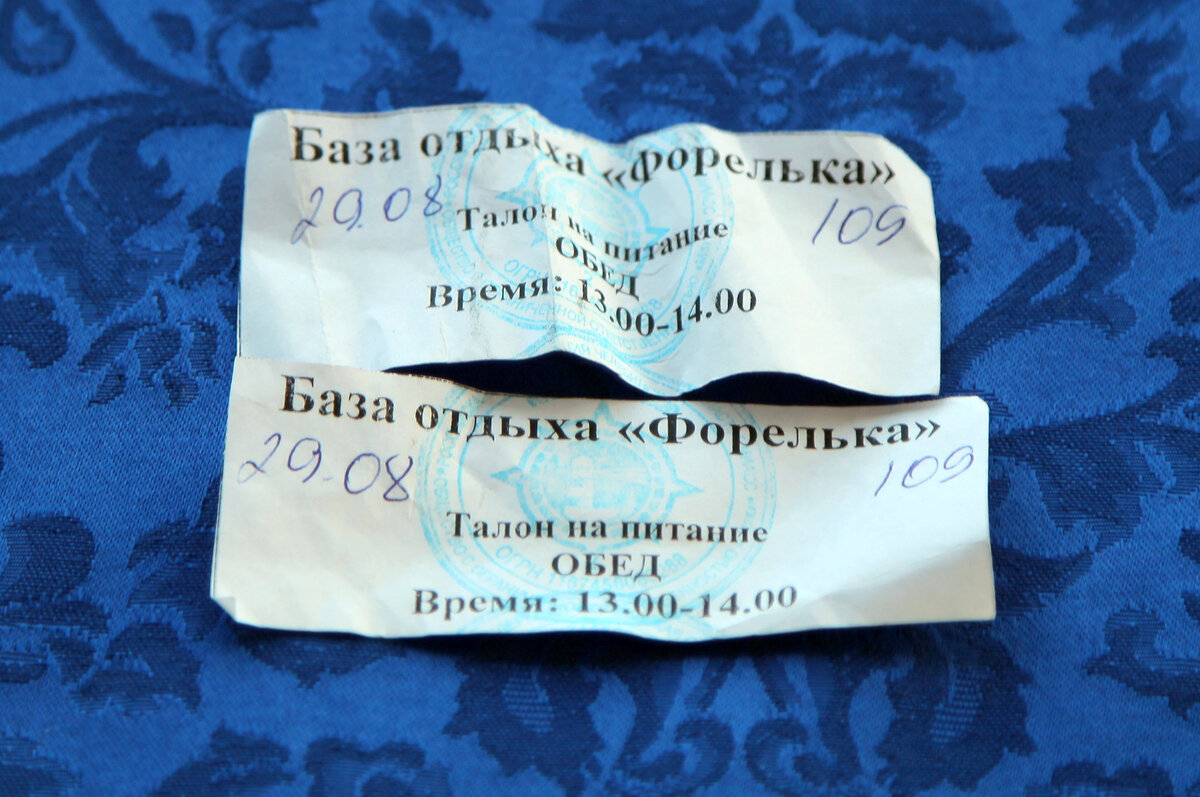 База отдыха «Форелька»
29.08 109
Талон на питание
ОБЕД
Время: 13.00-14.00
База отдыха «Форелька»
29.08 109
Талон на питание
ОБЕД
Время: 13.00-14.00
ОГРН